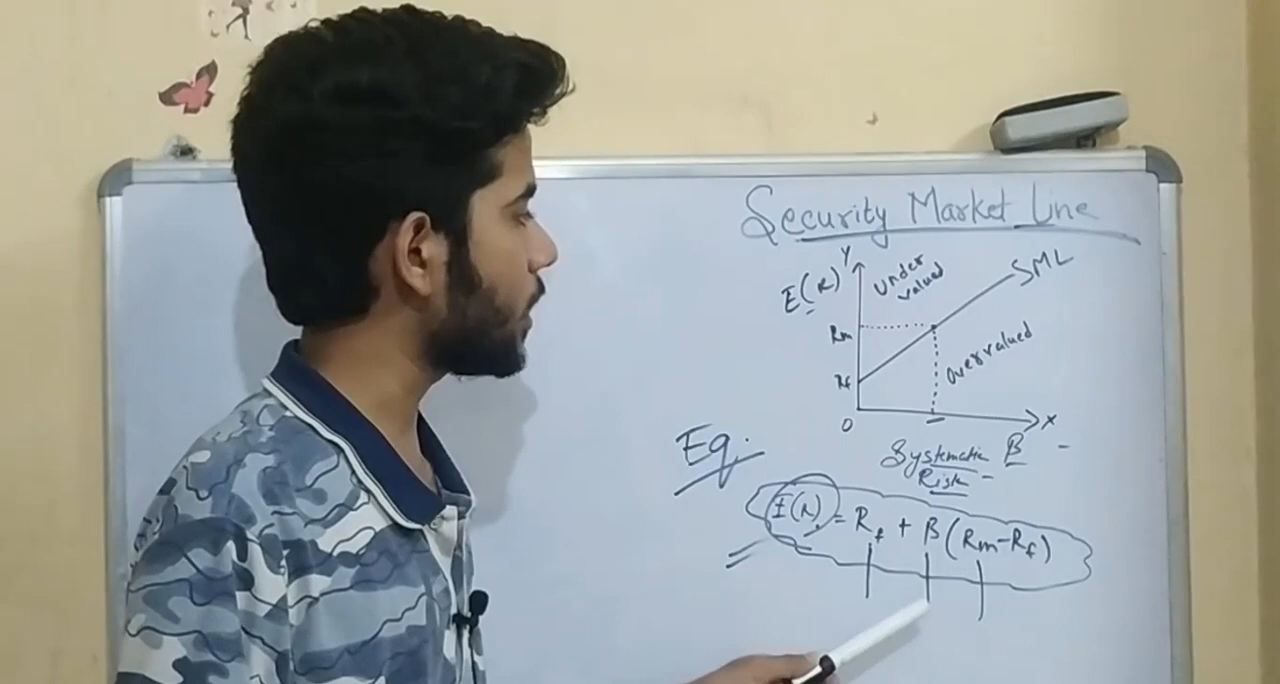 Security Market Line
Y
E(R)
Under
valued
SML
Rm
Overvalued
Rf
0
X
Systematic β
Risk
Eq.
E(R) = Rf + β (Rm-Rf)